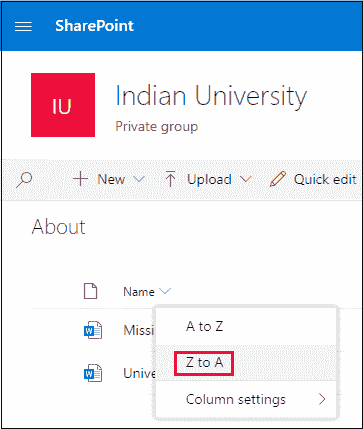 SharePoint
IU
Indian University
Private group
New Upload Quick edit
About
Name
A to Z
Missi
Z to A
Unive
Column settings